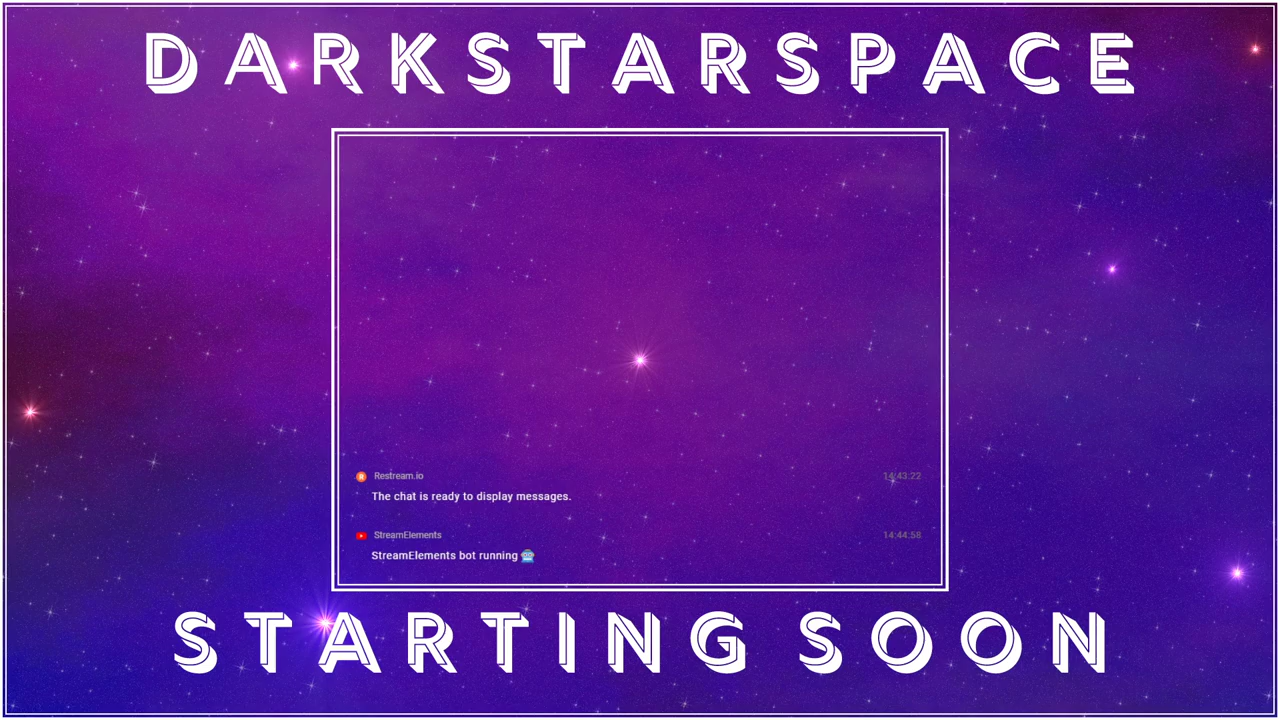 DARKSTARSPACE
Restream.io 14:43:22
The chat is ready to display messages.
StreamElements 14:44:58
StreamElements bot running
STARTING SOON